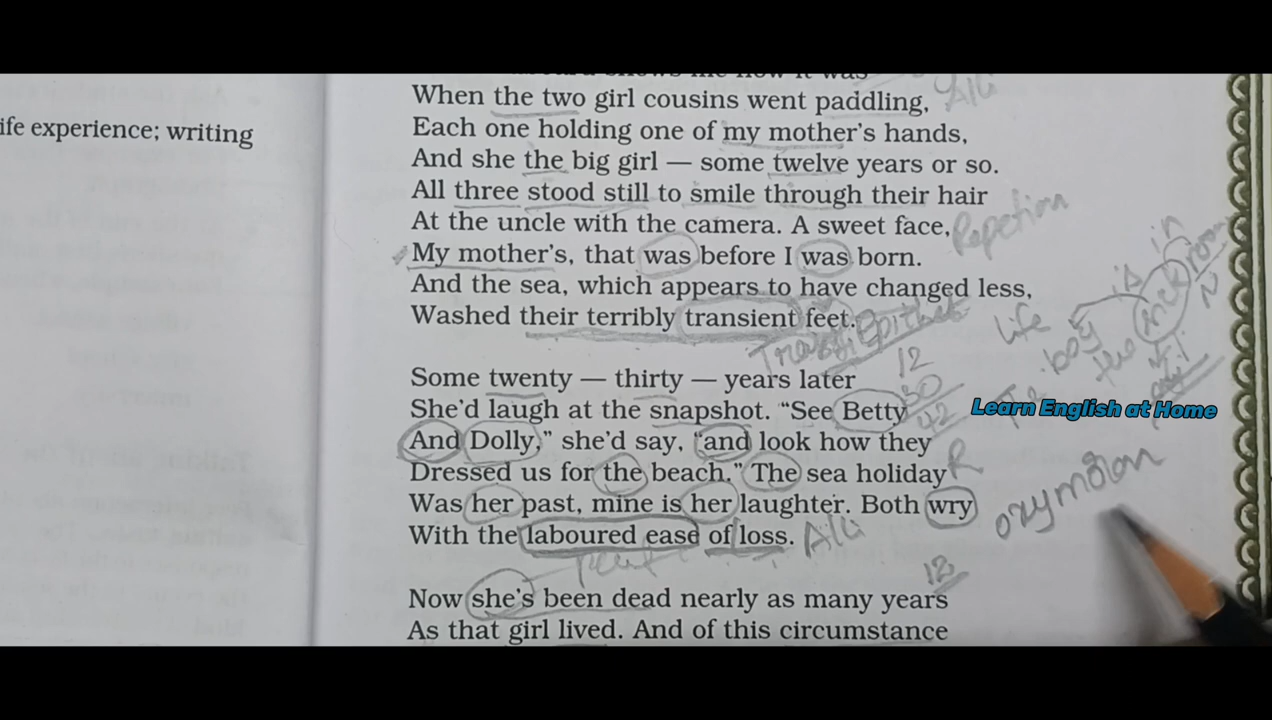 ife experience; writing
When the two girl cousins went paddling,
Each one holding one of my mother's hands,
And she the big girl — some twelve years or so.
All three stood still to smile through their hair
At the uncle with the camera. A sweet face,
Repetion
My mother's, that was before I was born.
And the sea, which appears to have changed less,
Washed their terribly transient feet.
Trans. Epithet
Life is in
the
12
30
42
Some twenty — thirty — years later
She'd laugh at the snapshot. “See Betty
And Dolly,” she'd say, “and look how they
Dressed us for the beach.” The sea holiday
R
Was her past, mine is her laughter. Both wry
With the laboured ease of loss.
Alli
oxymoron
Learn English at Home
12
Now she's been dead nearly as many years
As that girl lived. And of this circumstance